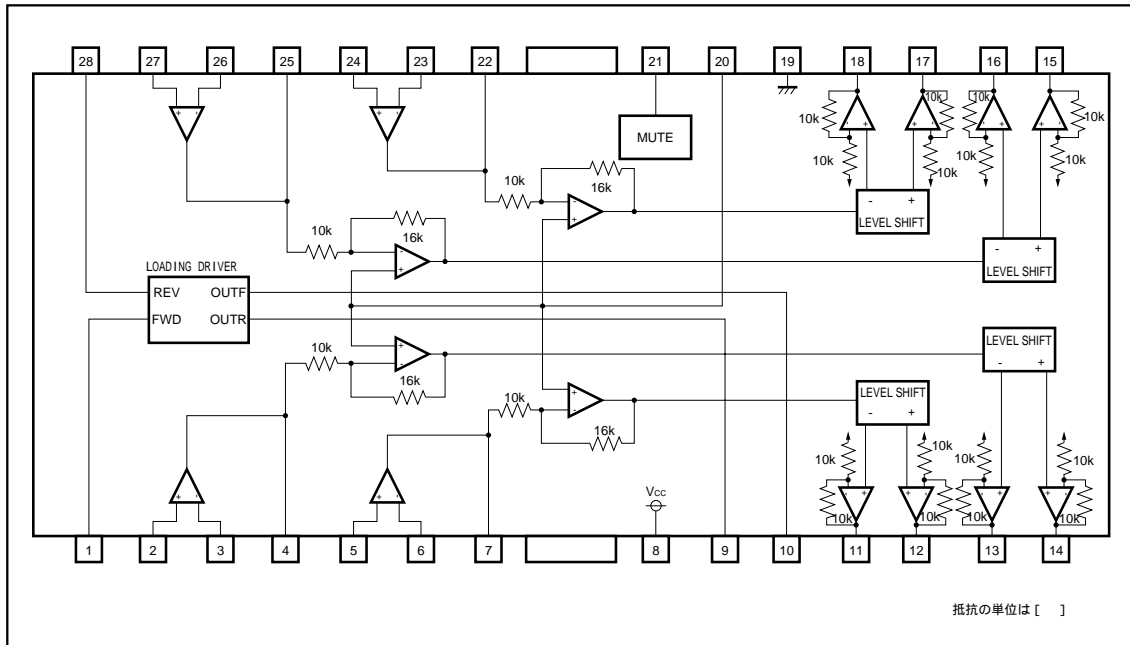 28 27 26 25 24 23 22 21 20 19 18 17 16 15
MUTE
10k 10k 10k 10k
10k 10k 10k 10k
- + - + - + - +
10k 16k
- +
- +
LEVEL SHIFT
10k 16k
- +
- +
LEVEL SHIFT
LOADING DRIVER
REV OUTF
FWD OUTR
LEVEL SHIFT
- +
10k 16k
+ -
LEVEL SHIFT
- +
10k 16k
+ -
10k 10k 10k 10k
10k 10k 10k 10k
+ - + -
Vcc
1 2 3 4 5 6 7 8 9 10 11 12 13 14
抵抗の単位は [ ]